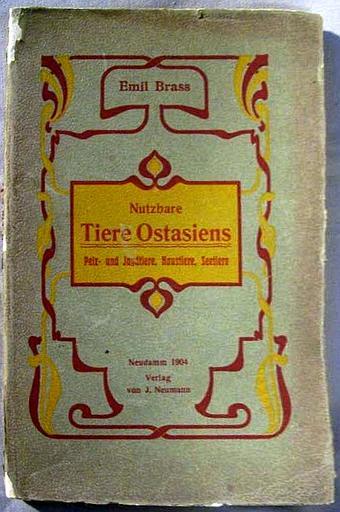 Emil Brass
Nutzbare
Tiere Ostasiens
Pelz- und Jagdtiere, Haustiere, Seetiere
Neudamm 1904
Verlag
von J. Neumann